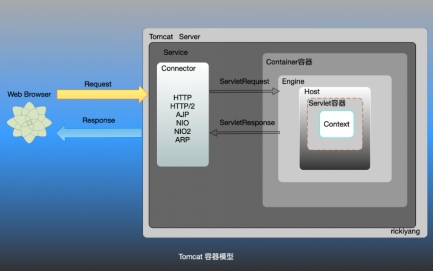 Tomcat Server
Service
Container容器
Connector
Request
ServletRequest
Engine
Host
Web Browser
HTTP
HTTP/2
AJP
NIO
NIO2
ARP
Servlet容器
Context
Response
ServletResponse
rickiyang
Tomcat 容器模型